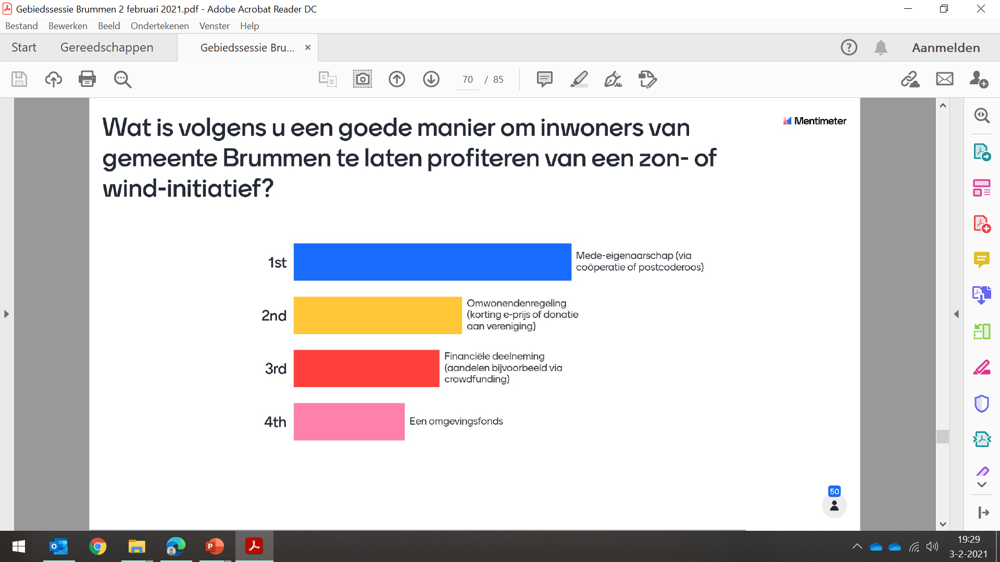 Gebiedssessie Brummen 2 februari 2021.pdf - Adobe Acrobat Reader DC
Bestand Bewerken Beeld Ondertekenen Venster Help
Start Gereedschappen Gebiedssessie Bru... × Aanmelden
70 / 85
Wat is volgens u een goede manier om inwoners van
gemeente Brummen te laten profiteren van een zon- of
wind-initiatief?
Mentimeter
1st
Mede-eigenaarschap (via
coöperatie of postcoderoos)
2nd
Omwonendenregeling
(korting e-prijs of donatie
aan vereniging)
3rd
Financiële deelneming
(aandelen bijvoorbeeld via
crowdfunding)
4th
Een omgevingsfonds
50
19:29
3-2-2021